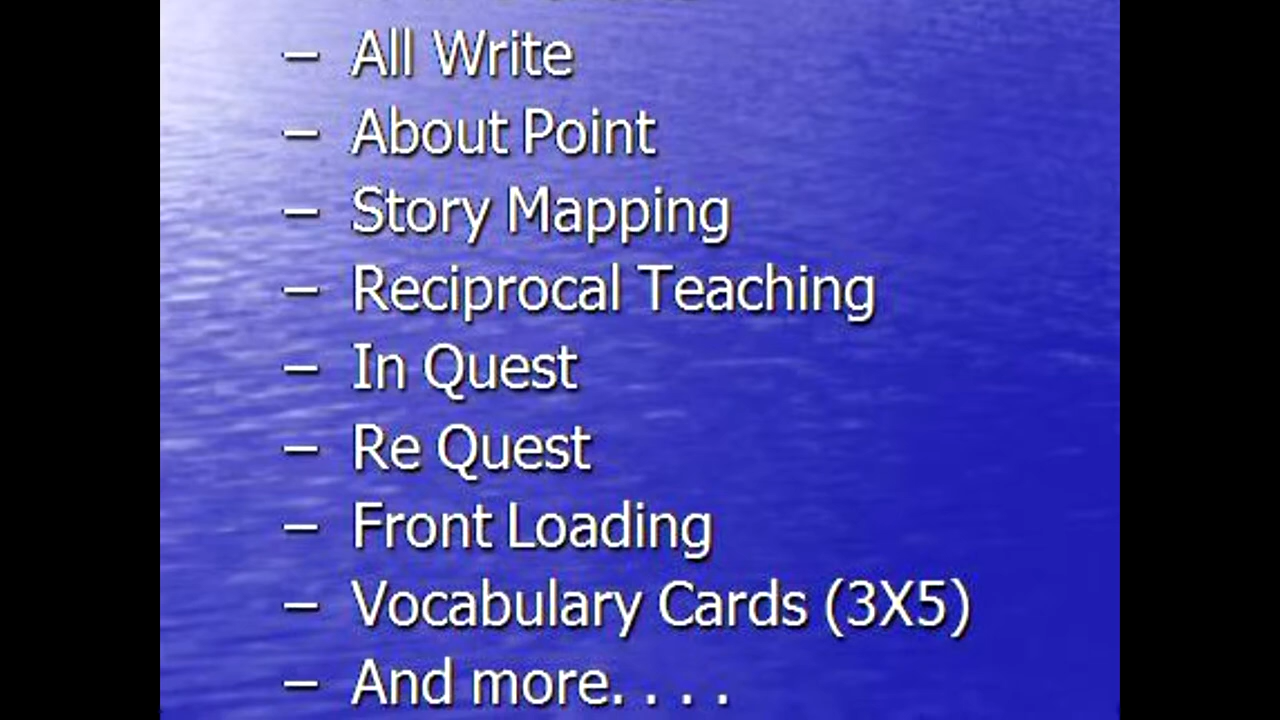 – All Write
– About Point
– Story Mapping
– Reciprocal Teaching
– In Quest
– Re Quest
– Front Loading
– Vocabulary Cards (3X5)
– And more. . . .